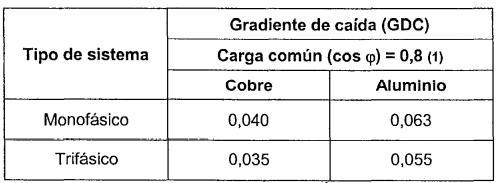 Tipo de sistema
Gradiente de caída (GDC)
Carga común (cos φ) = 0,8 (1)
Cobre
Aluminio
Monofásico
0,040
0,063
Trifásico
0,035
0,055